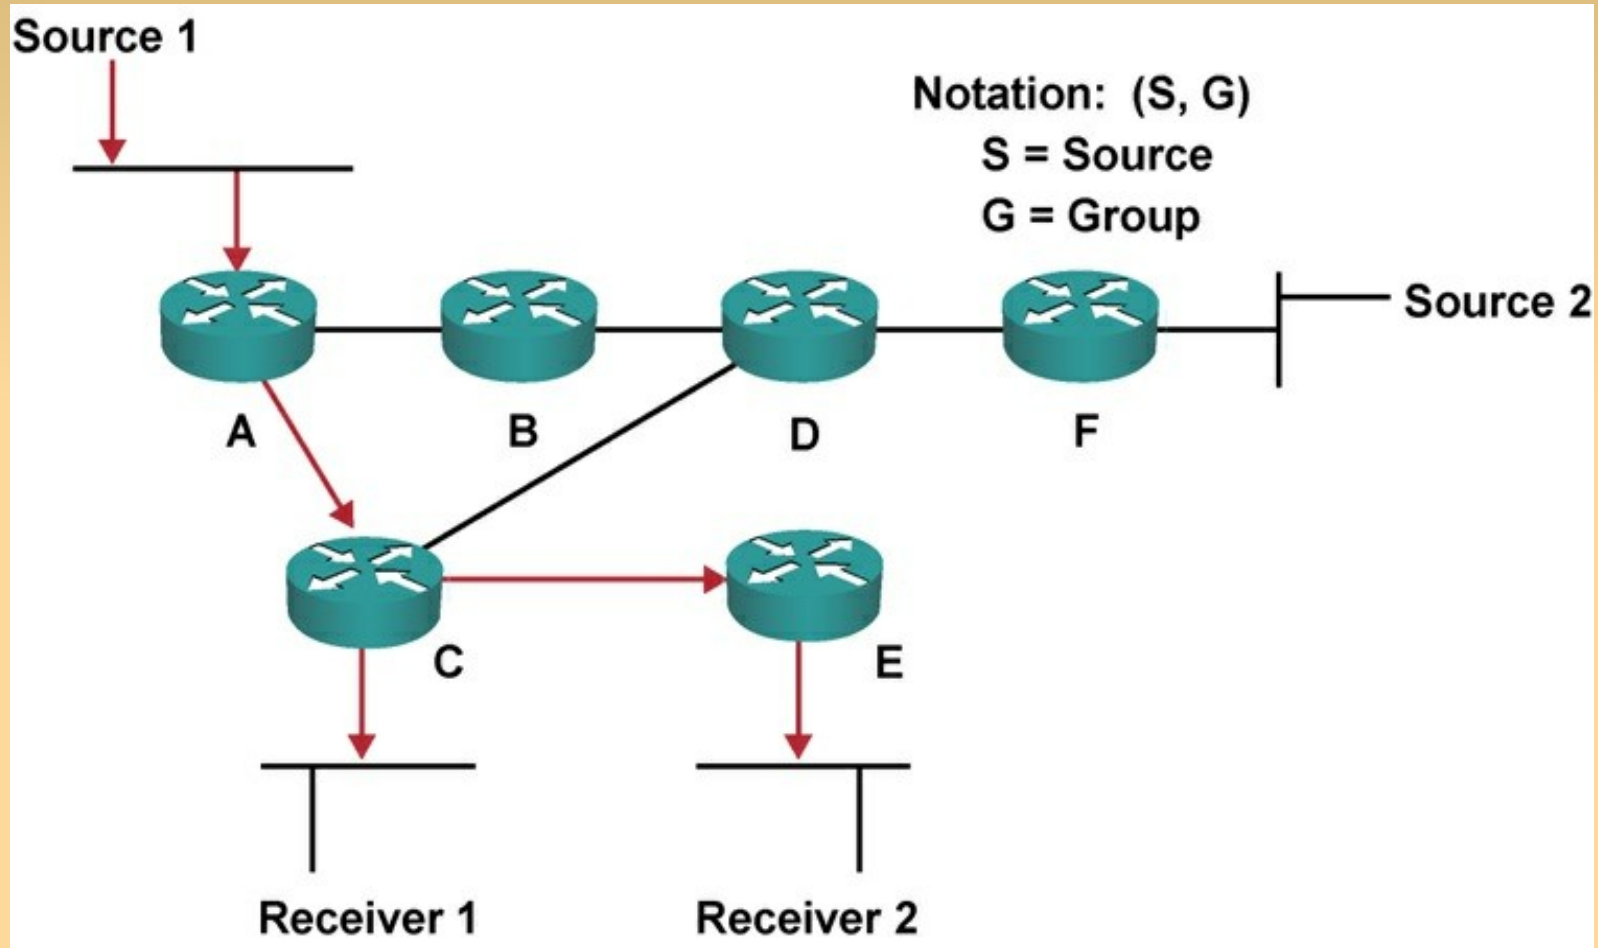 Source 1
Notation: (S, G)
S = Source
G = Group
Source 2
A
B
D
F
C
E
Receiver 1
Receiver 2